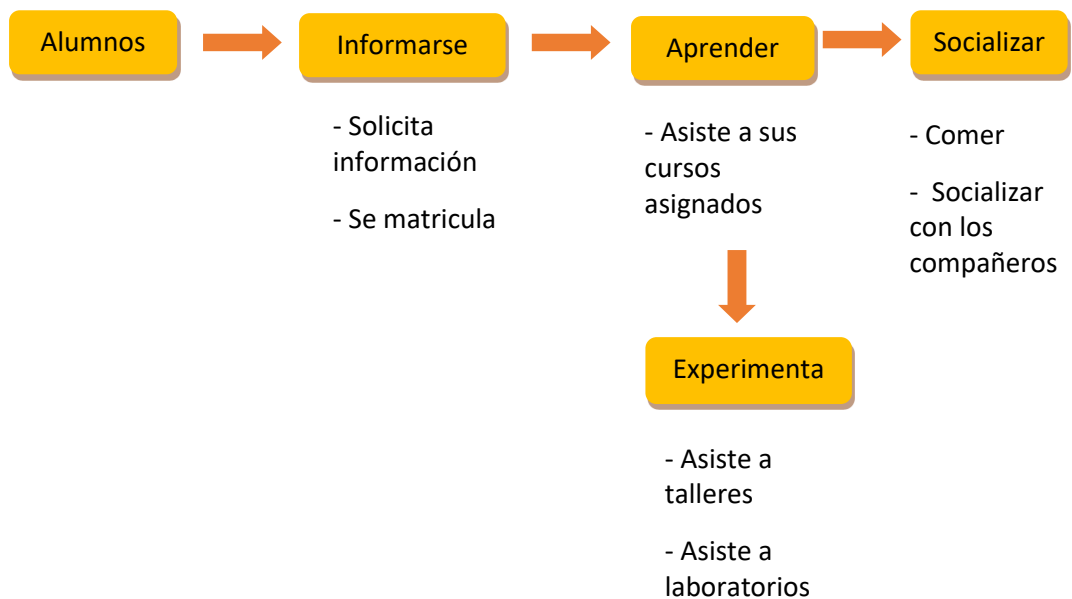 Alumnos
Informarse
Aprender
Socializar
- Solicita
información
- Se matricula
- Asiste a sus
cursos
asignados
- Comer
- Socializar
con los
compañeros
Experimenta
- Asiste a
talleres
- Asiste a
laboratorios